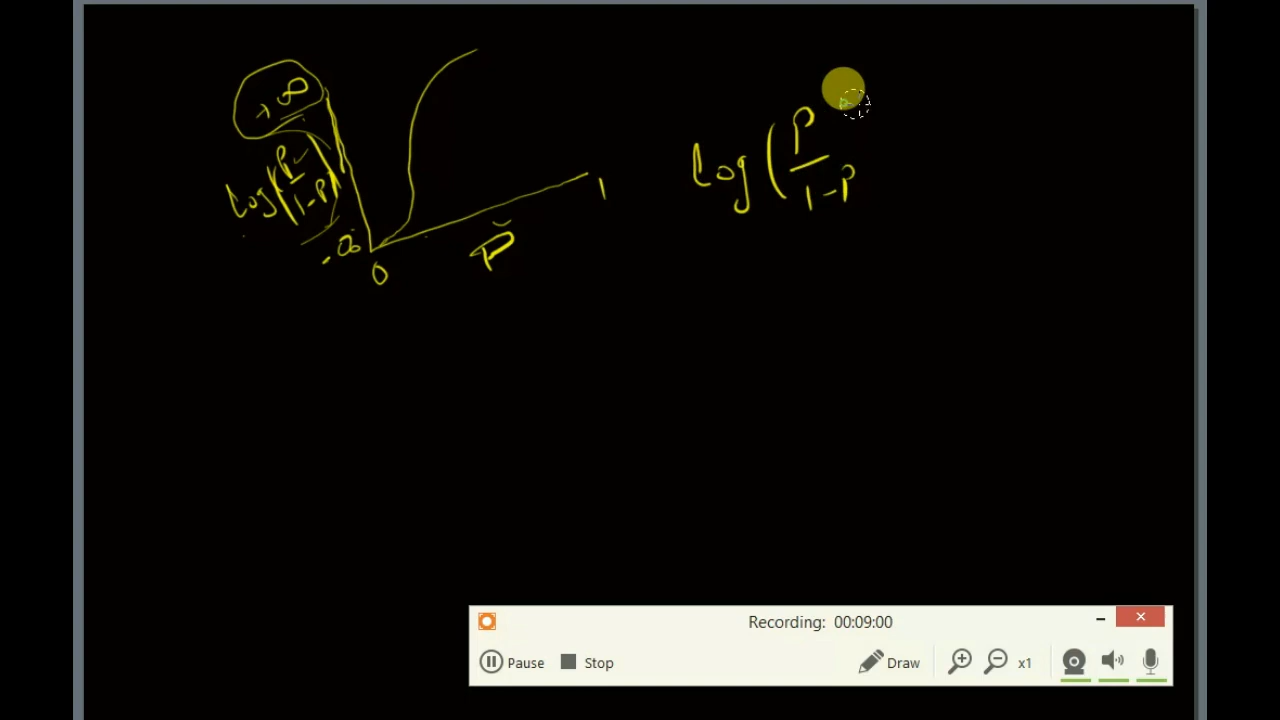 + ∞
log(P/1-P)
-∞
0
P
1
log(P/1-P
Recording: 00:09:00
Pause
Stop
Draw
x1